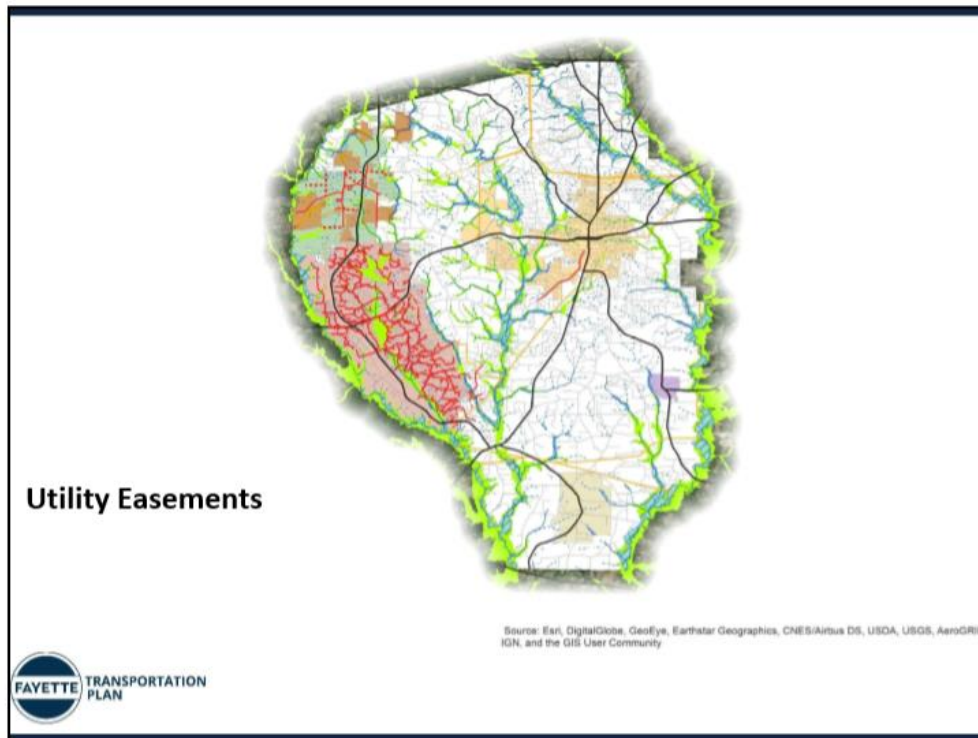 Utility Easements
Source: Esri, DigitalGlobe, GeoEye, Earthstar Geographics, CNES/Airbus DS, USDA, USGS, AeroGRI
IGN, and the GIS User Community
FAYETTE
TRANSPORTATION
PLAN